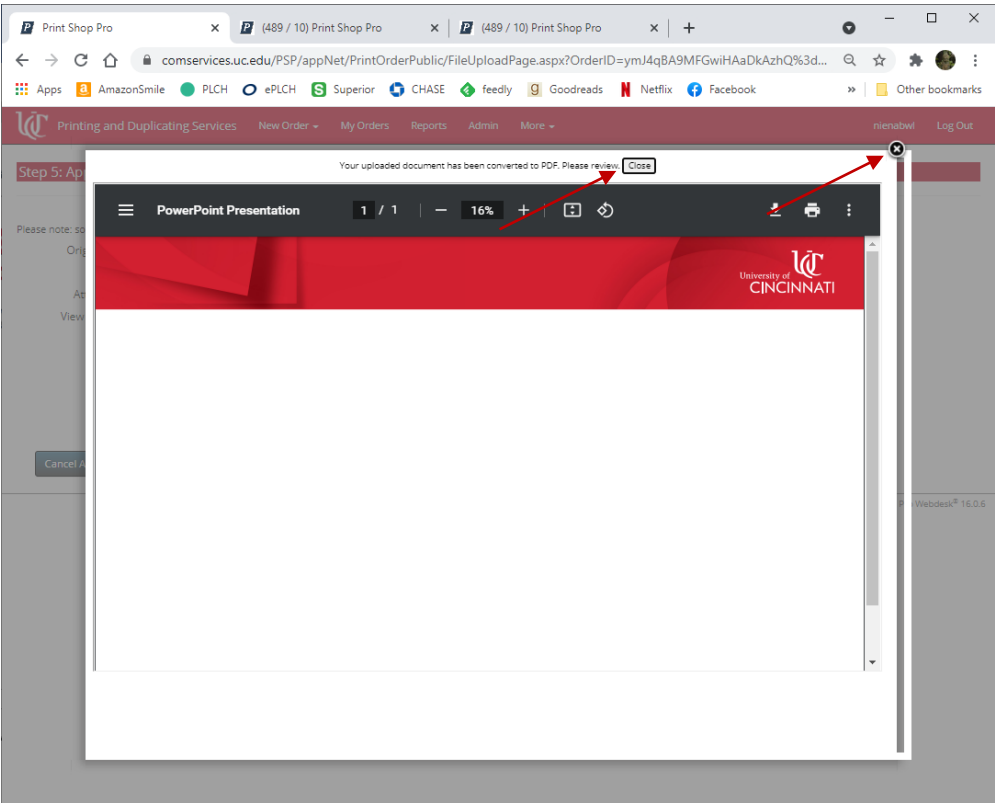 Print Shop Pro
(489 / 10) Print Shop Pro
(489 / 10) Print Shop Pro
comservices.uc.edu/PSP/appNet/PrintOrderPublic/FileUploadPage.aspx?OrderID=ymJ4qBA9MFGwiHAaDkAzhQ%3d...
Apps AmazonSmile PLCH ePLCH Superior CHASE feedly Goodreads Netflix Facebook » Other bookmarks
Printing and Duplicating Services New Order My Orders Reports Admin More nienabwl Log Out
Step 5: Ap
Your uploaded document has been converted to PDF. Please review. Close
PowerPoint Presentation 1 / 1 16%
Please note: so
Orig
At
View
University of
CINCINNATI
Cancel A
Webdesk® 16.0.6